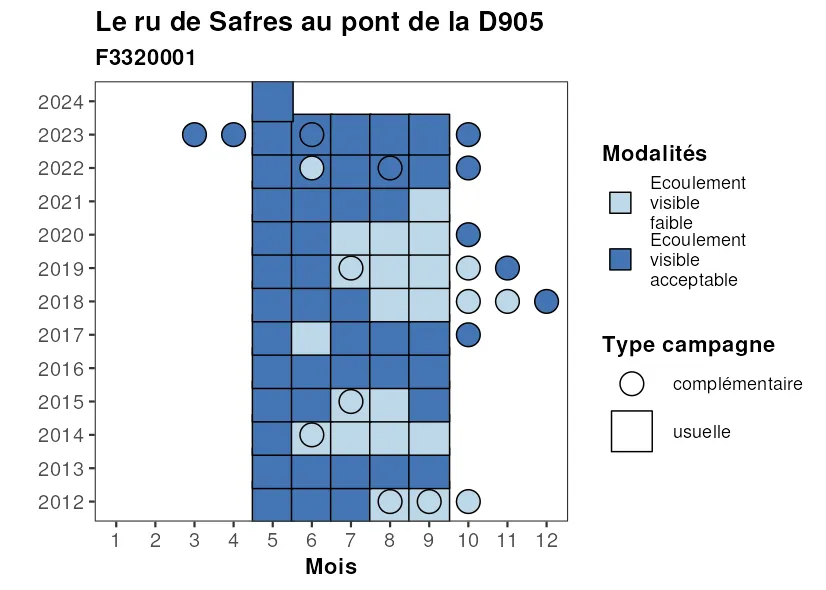 Le ru de Safres au pont de la D905
F3320001
2024
2023
2022
2021
2020
2019
2018
2017
2016
2015
2014
2013
2012
1 2 3 4 5 6 7 8 9 10 11 12
Mois
Modalités
Ecoulement
visible
faible
Ecoulement
visible
acceptable
Type campagne
complémentaire
usuelle